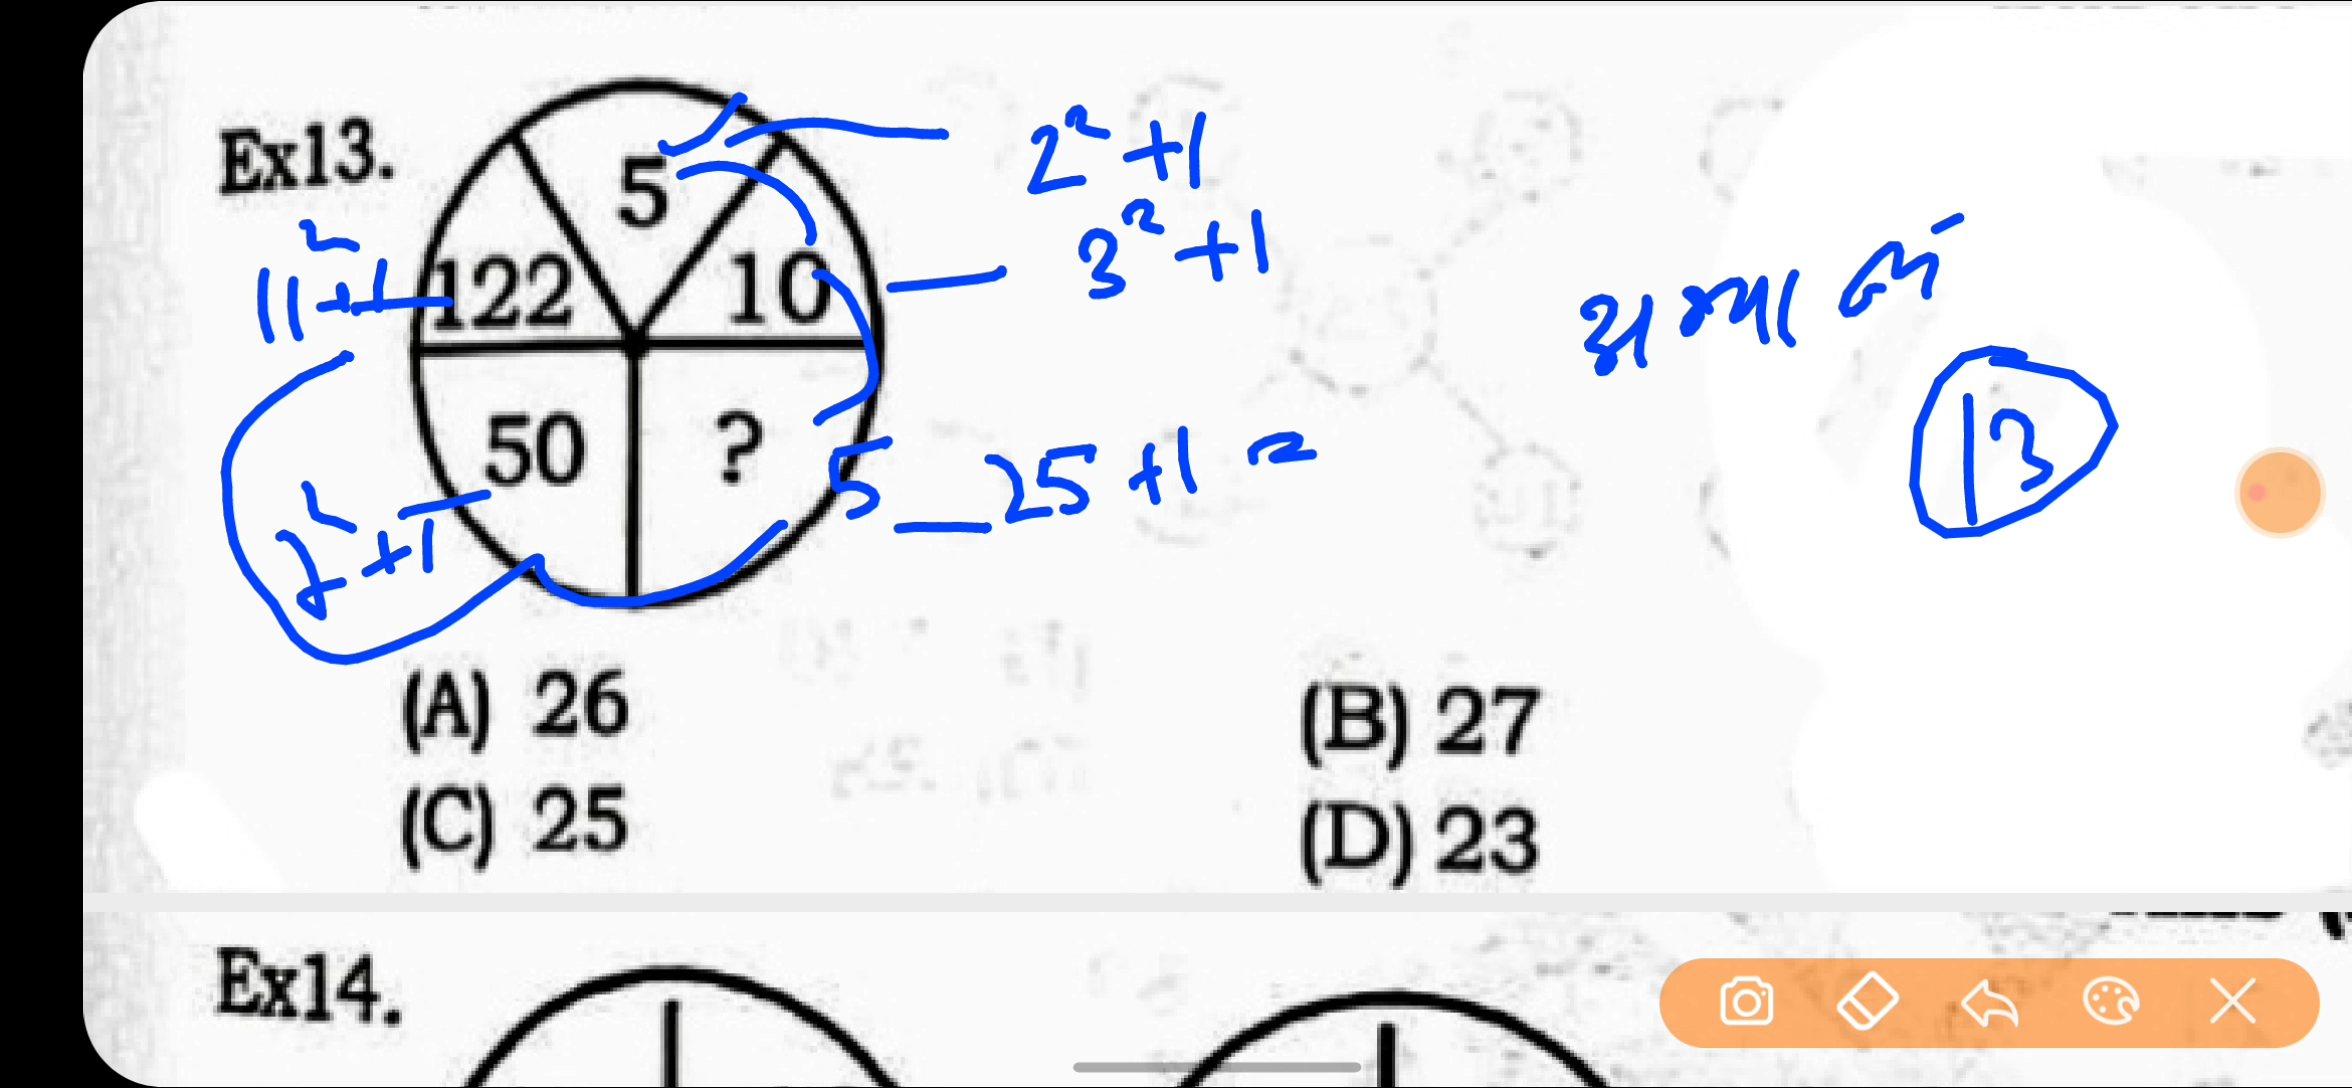 Ex13.
5
122
10
50
?
2² +1
3² +1
11² +1
7² +1
5
25 +1 =
13
(A) 26
(B) 27
(C) 25
(D) 23
Ex14.